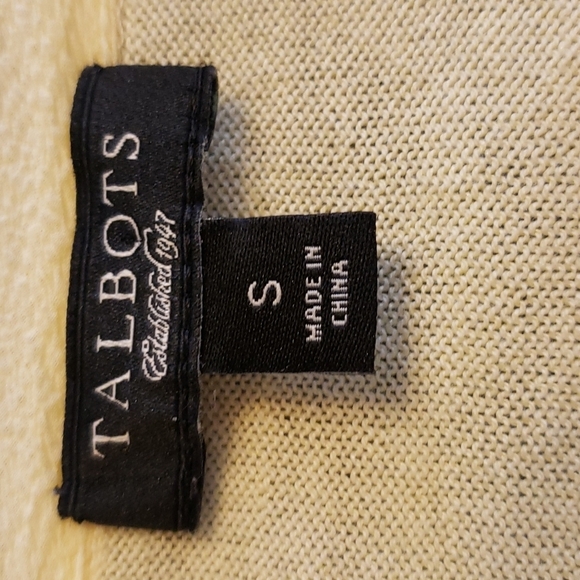 TALBOTS
Established 1947
S
MADE IN
CHINA